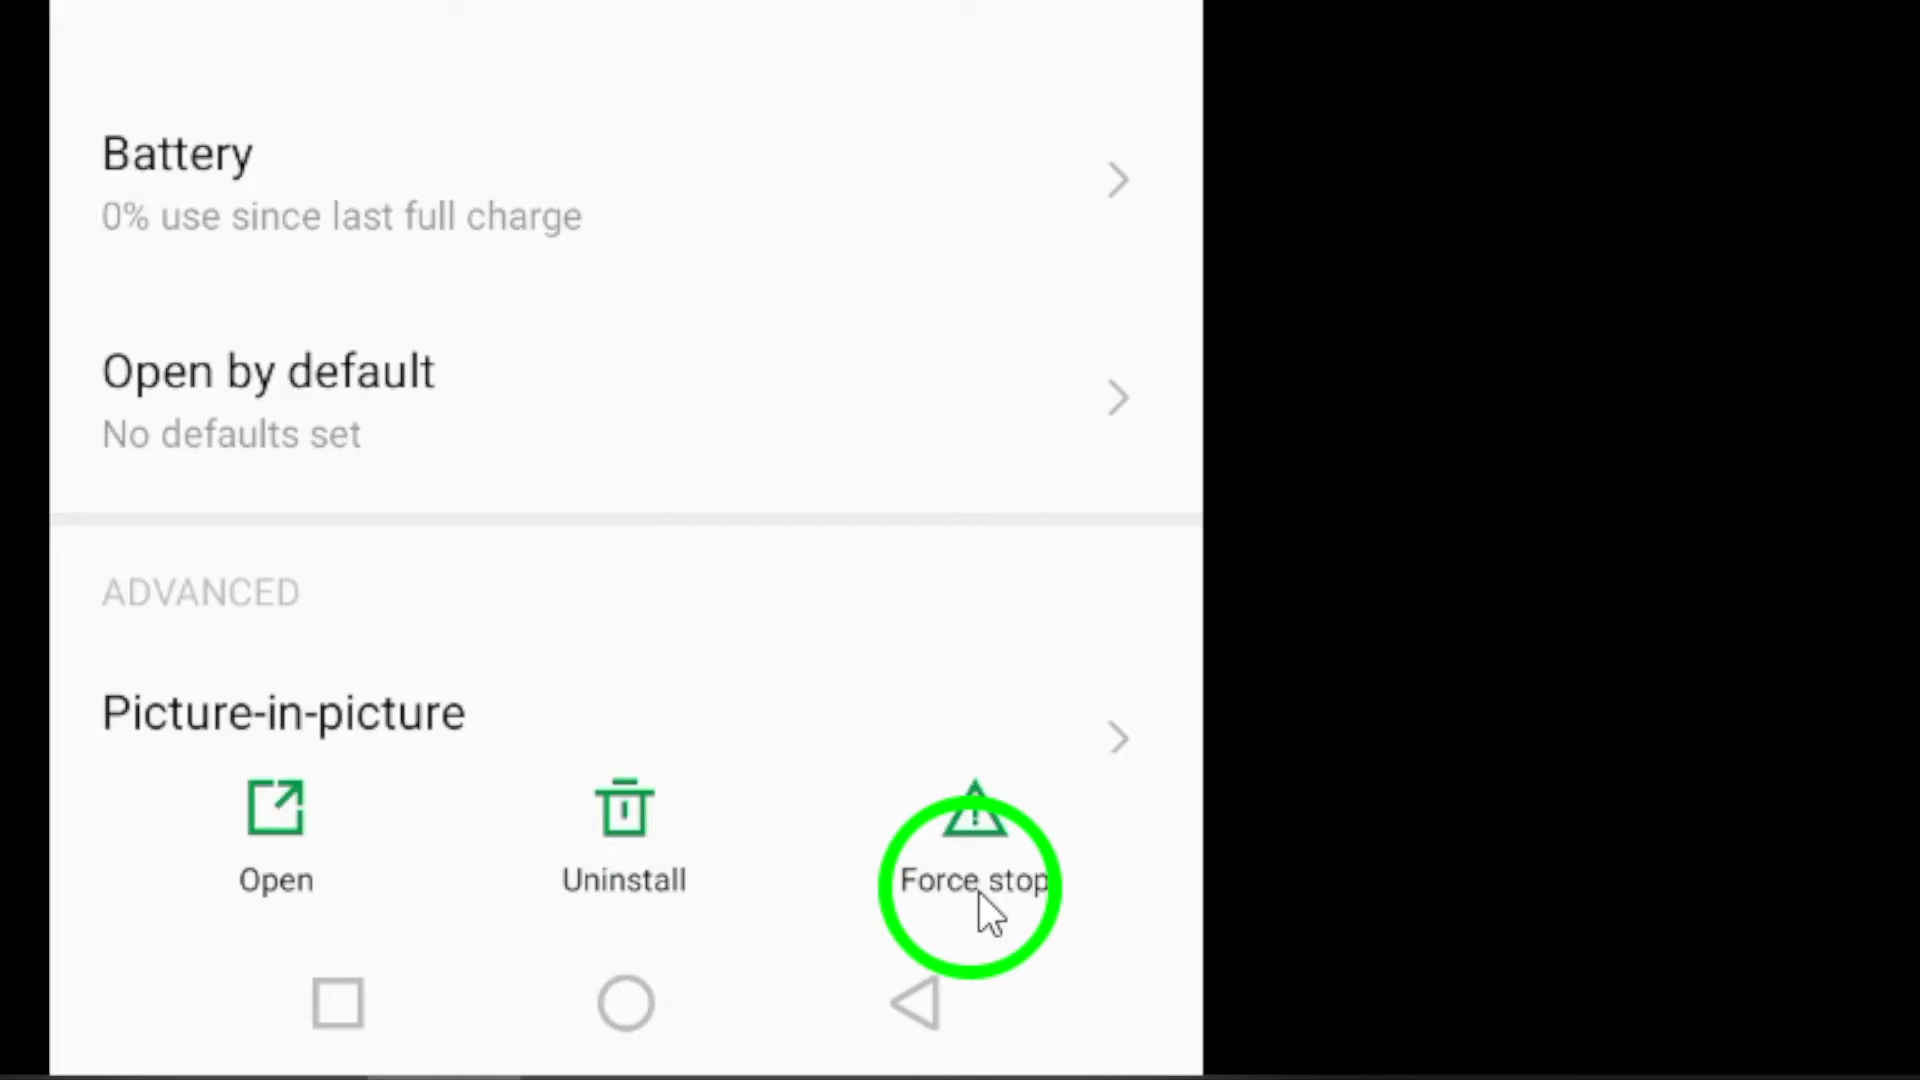 Battery
0% use since last full charge
Open by default
No defaults set
ADVANCED
Picture-in-picture
Open
Uninstall
Force stop